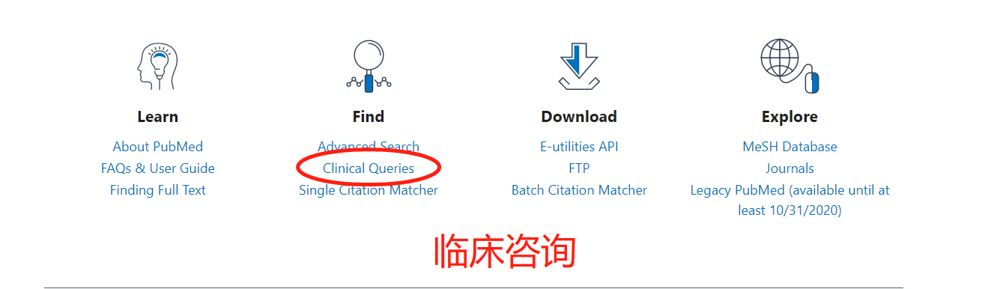 Learn
About PubMed
FAQs & User Guide
Finding Full Text
Find
Advanced Search
Clinical Queries
Single Citation Matcher
Download
E-utilities API
FTP
Batch Citation Matcher
Explore
MeSH Database
Journals
Legacy PubMed (available until at
least 10/31/2020)
临床咨询